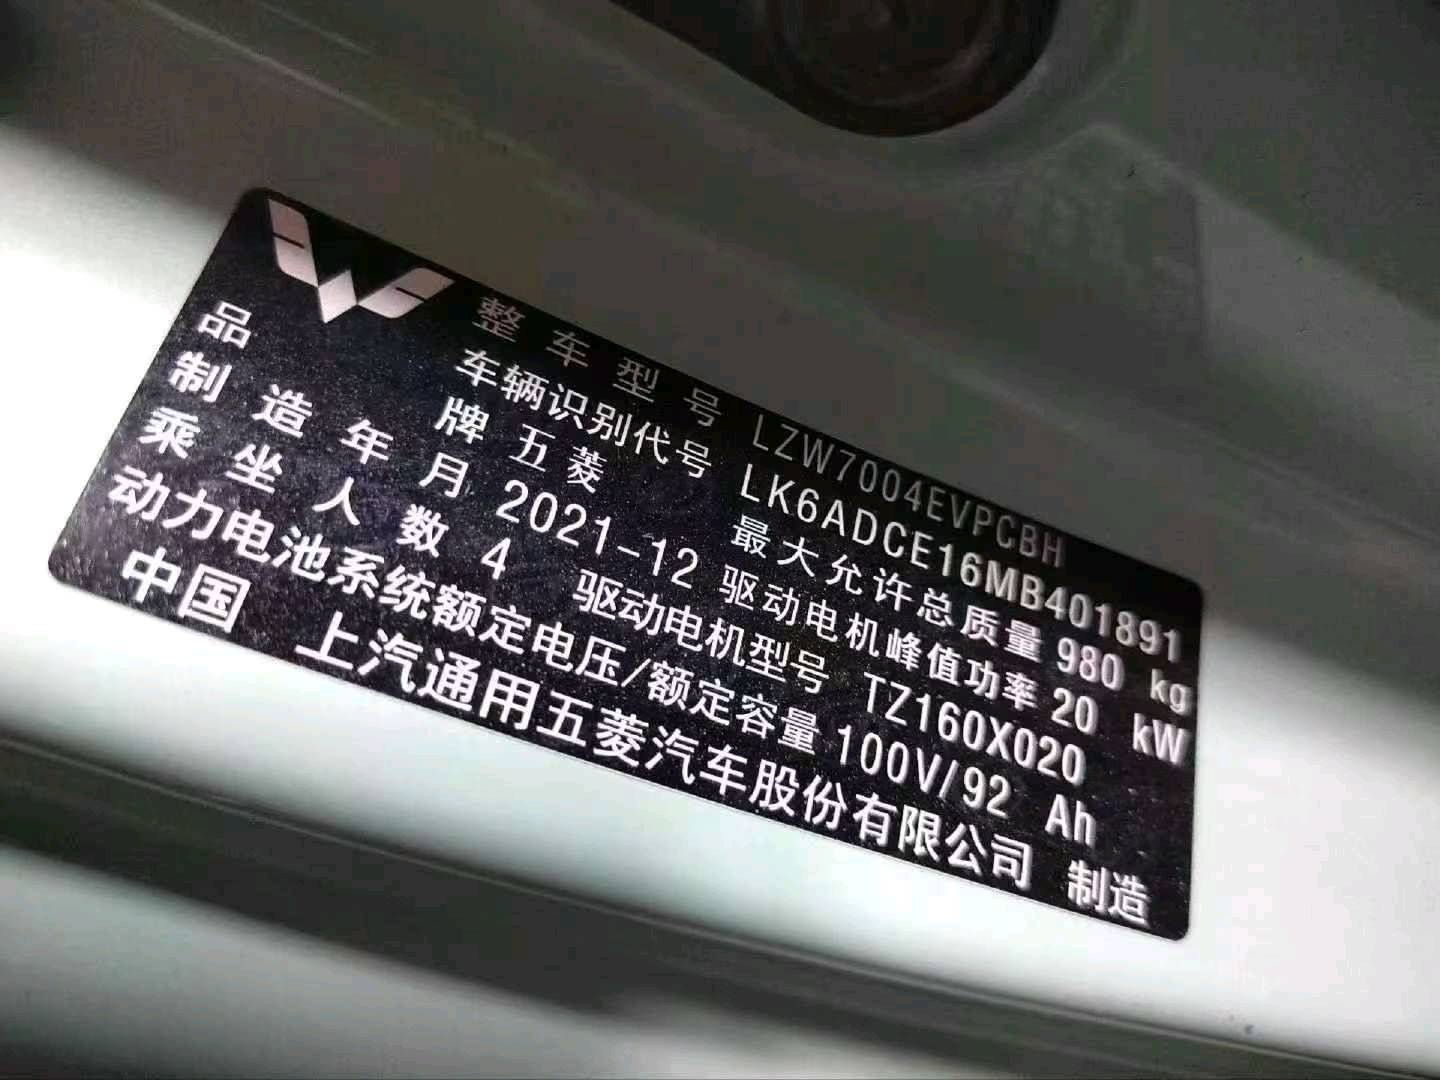 整车型号 LZW7004EVPCBH
车辆识别代号 LK6ADCE16MB401891
品牌 五菱 最大允许总质量 980 kg
制造年月 2021-12 驱动电机峰值功率 20 kW
乘坐人数 4 驱动电机型号 TZ160X020
动力电池系统额定电压/额定容量 100V/92 Ah
中国 上汽通用五菱汽车股份有限公司 制造